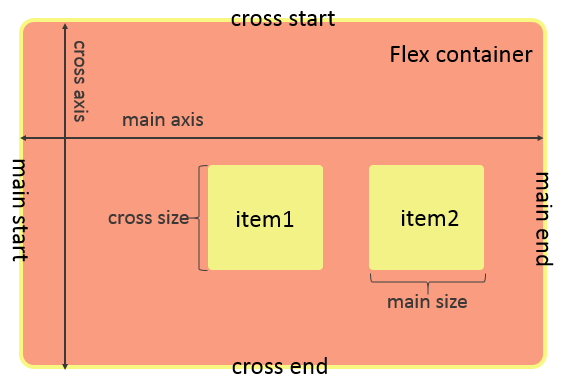 cross start
Flex container
cross axis
main axis
main start
main end
cross size
item1
item2
main size
cross end